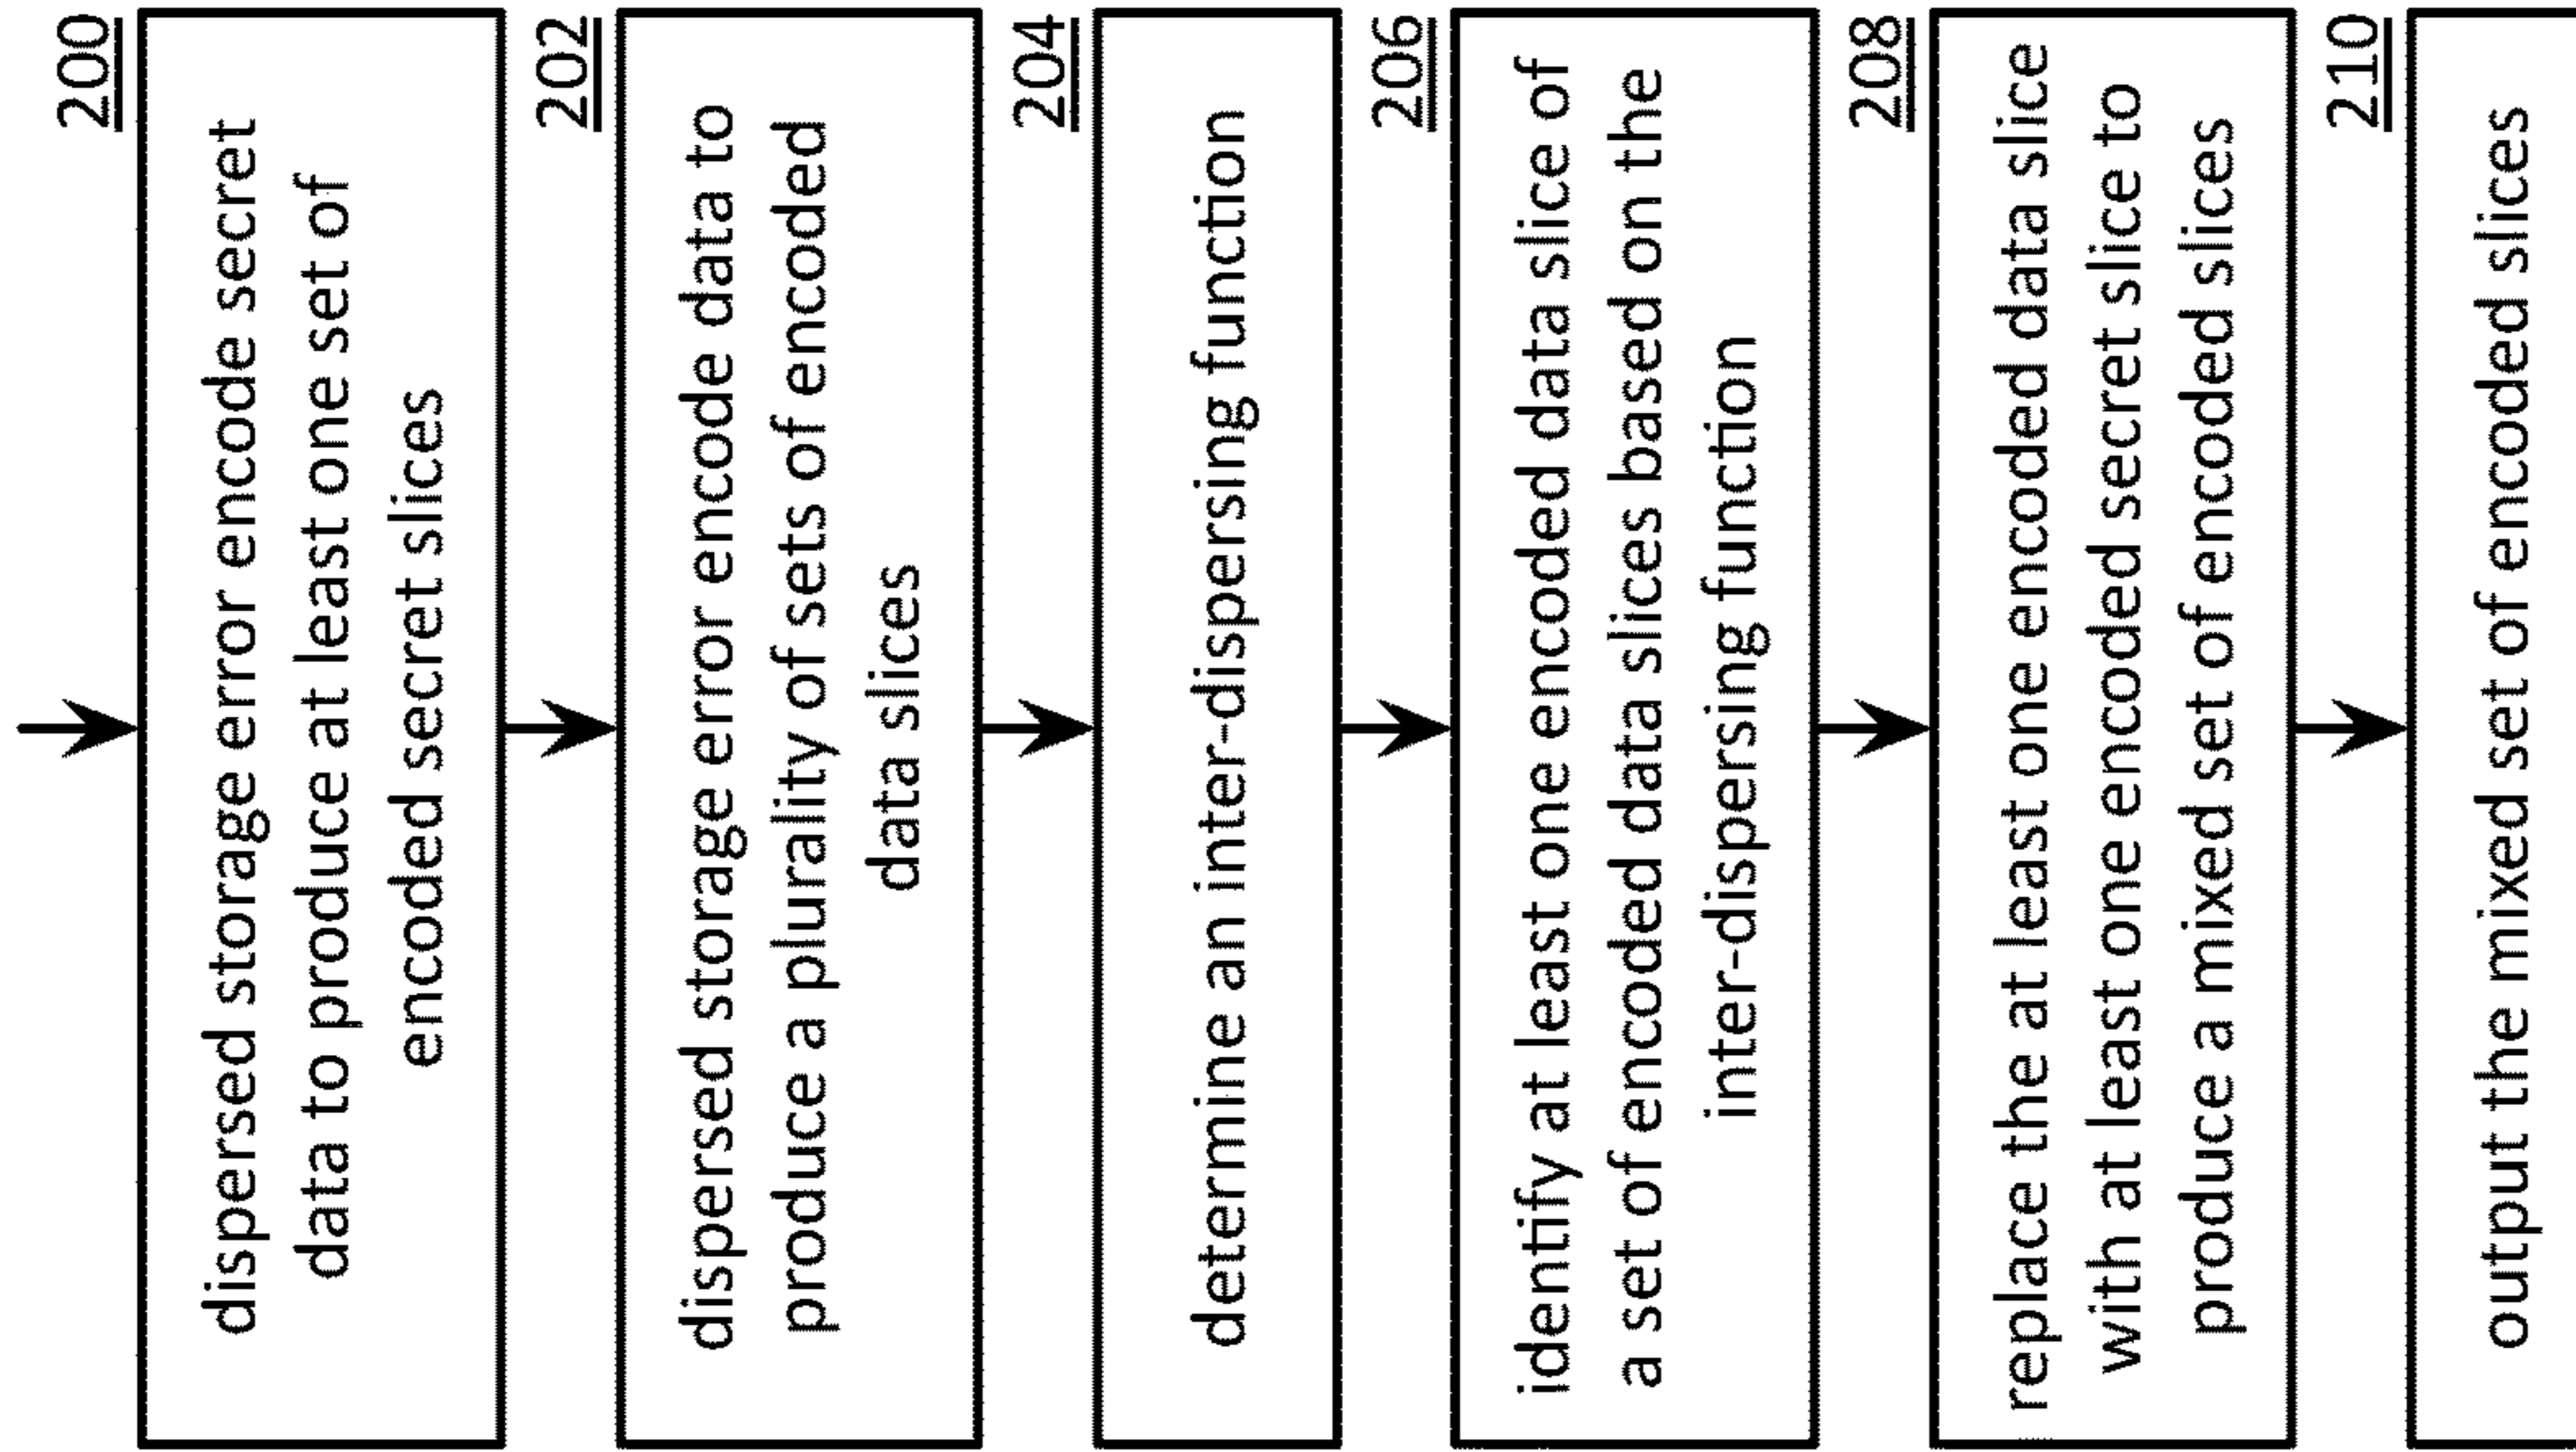 200
dispersed storage error encode secret
data to produce at least one set of
encoded secret slices
202
dispersed storage error encode data to
produce a plurality of sets of encoded
data slices
204
determine an inter-dispersing function
206
identify at least one encoded data slice of
a set of encoded data slices based on the
inter-dispersing function
208
replace the at least one encoded data slice
with at least one encoded secret slice to
produce a mixed set of encoded slices
210
output the mixed set of encoded slices